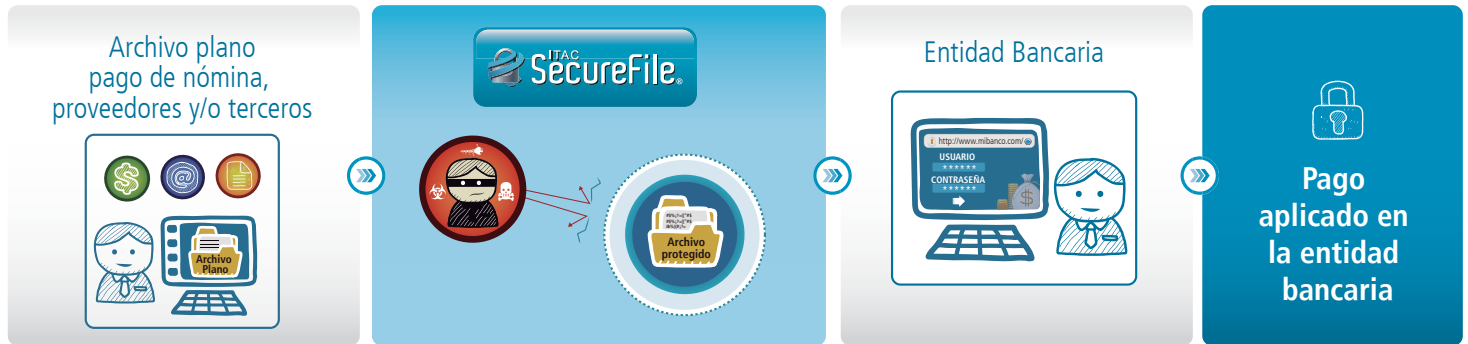 Archivo plano
pago de nómina,
proveedores y/o terceros
$
@
Archivo
Plano
ITAC
SecureFile®
Archivo
protegido
Entidad Bancaria
http://www.mibanco.com/
USUARIO
******
CONTRASEÑA
******
$
Pago
aplicado en
la entidad
bancaria